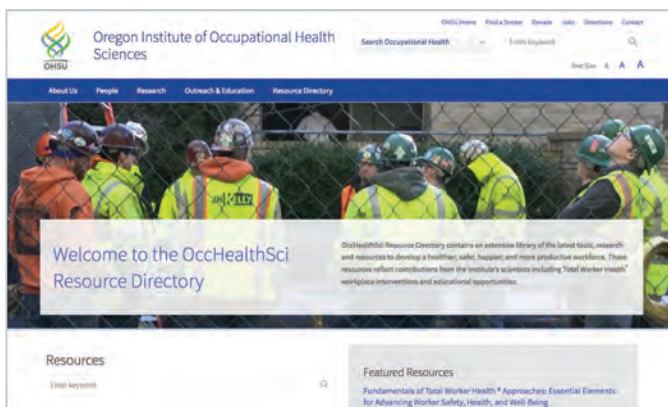 OHSU Home Find a Doctor Donate Jobs Directions Contact
OHSU
Oregon Institute of Occupational Health
Sciences
Search Occupational Health
Enter keyword
Text Size A A A
About Us People Research Outreach & Education Resource Directory
KELLY
Welcome to the OccHealthSci
Resource Directory
OccHealthSci Resource Directory contains an extensive library of the latest tools, research
and resources to develop a healthier, safer, happier, and more productive workforce. These
resources reflect contributions from the Institute's scientists including Total Worker Health®
workplace interventions and educational opportunities.
Resources
Enter keyword
Featured Resources
Fundamentals of Total Worker Health® Approaches: Essential Elements
for Advancing Worker Safety, Health, and Well-Being